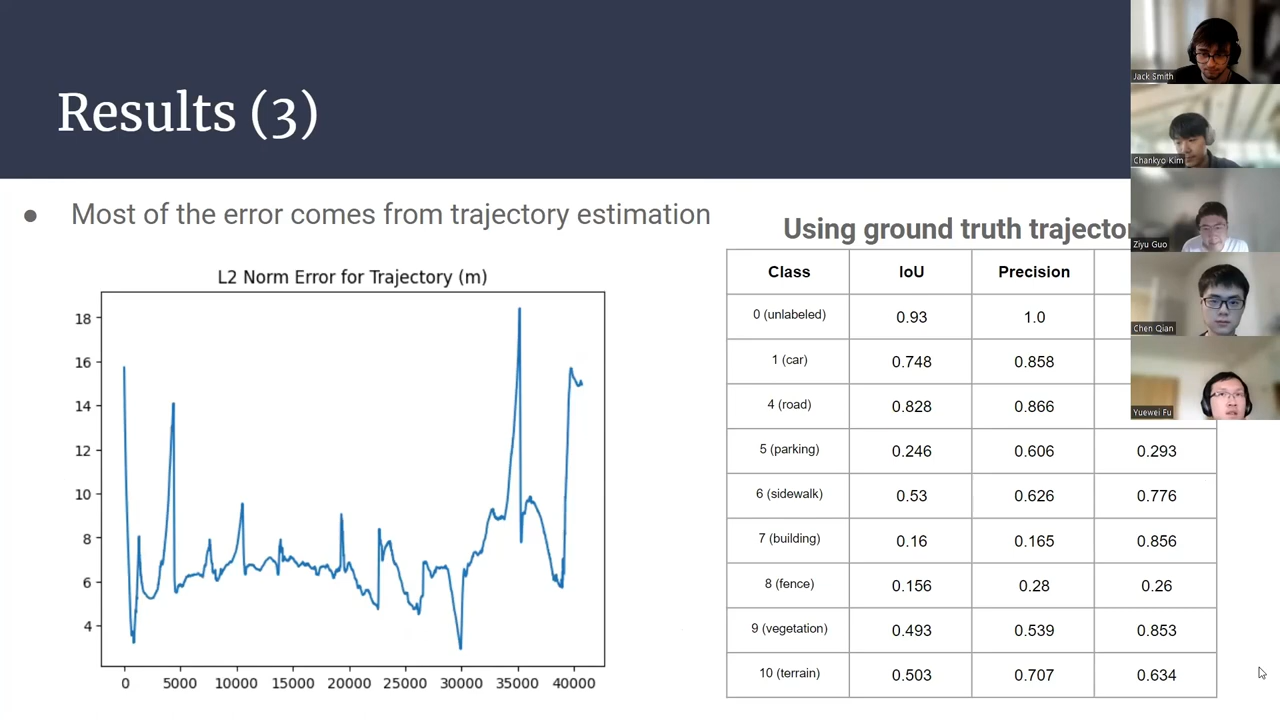 Results (3)
● Most of the error comes from trajectory estimation
L2 Norm Error for Trajectory (m)
18
16
14
12
10
8
6
4
0 5000 10000 15000 20000 25000 30000 35000 40000
Using ground truth trajector
Class IoU Precision
0 (unlabeled) 0.93 1.0
1 (car) 0.748 0.858
4 (road) 0.828 0.866
5 (parking) 0.246 0.606 0.293
6 (sidewalk) 0.53 0.626 0.776
7 (building) 0.16 0.165 0.856
8 (fence) 0.156 0.28 0.26
9 (vegetation) 0.493 0.539 0.853
10 (terrain) 0.503 0.707 0.634
Jack Smith
Chankyo Kim
Ziyu Guo
Chen Qian
Yuewei Fu